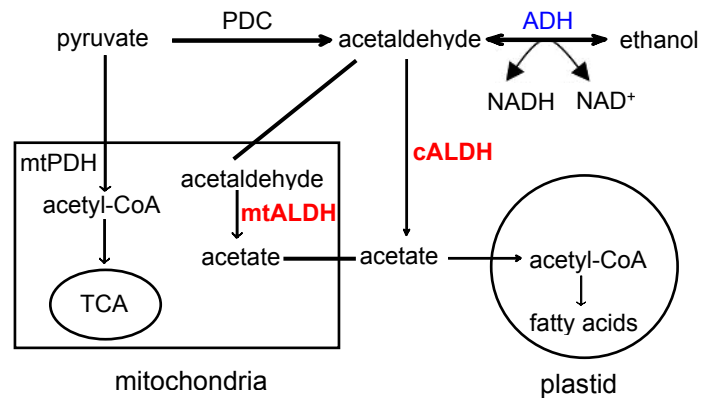 PDC
ADH
pyruvate
acetaldehyde
ethanol
NADH
NAD⁺
mtPDH
cALDH
acetaldehyde
acetyl-CoA
mtALDH
acetate
acetate
acetyl-CoA
TCA
fatty acids
mitochondria
plastid